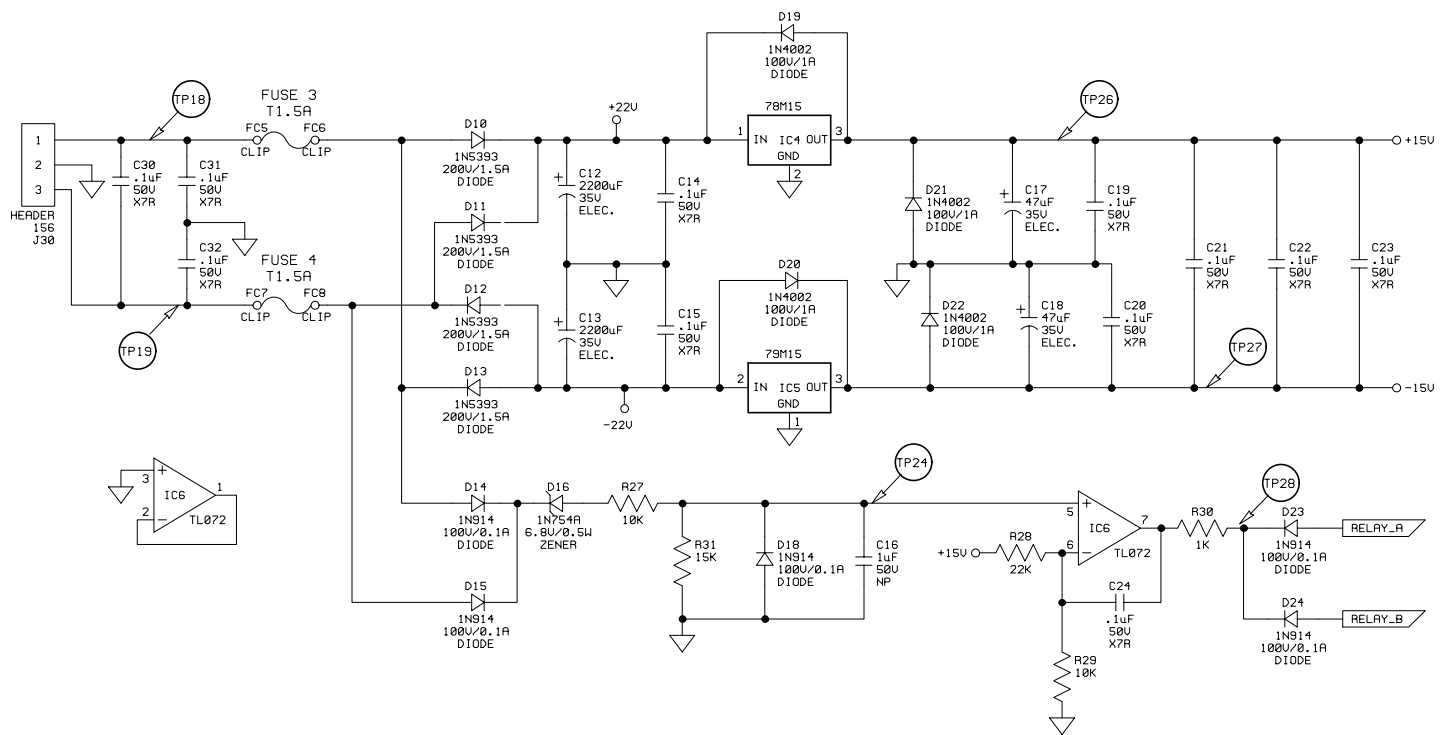 D19
1N4002
100V/1A
DIODE
TP18
FUSE 3
T1.5A
FC5
FC6
CLIP
CLIP
TP26
+22V
78M15
1
IN
IC4
OUT
3
GND
2
+15V
D10
1N5393
200V/1.5A
DIODE
1
2
3
HEADER
156
J30
C30
.1uF
50V
X7R
C31
.1uF
50V
X7R
C32
.1uF
50V
X7R
+
C12
2200uF
35V
ELEC.
C14
.1uF
50V
X7R
D21
1N4002
100V/1A
DIODE
+
C17
47uF
35V
ELEC.
C19
.1uF
50V
X7R
D11
1N5393
200V/1.5A
DIODE
FUSE 4
T1.5A
FC7
FC8
CLIP
CLIP
TP19
D12
1N5393
200V/1.5A
DIODE
+
C13
2200uF
35V
ELEC.
C15
.1uF
50V
X7R
D20
1N4002
100V/1A
DIODE
D22
1N4002
100V/1A
DIODE
+
C18
47uF
35V
ELEC.
C20
.1uF
50V
X7R
C21
.1uF
50V
X7R
C22
.1uF
50V
X7R
C23
.1uF
50V
X7R
TP27
79M15
2
IN
IC5
OUT
3
GND
1
-15V
D13
1N5393
200V/1.5A
DIODE
-22V
3
+
2
-
IC6
1
TL072
D14
1N914
100V/0.1A
DIODE
D16
1N754A
6.8V/0.5W
ZENER
R27
10K
TP24
R31
15K
D18
1N914
100V/0.1A
DIODE
C16
1uF
50V
NP
D15
1N914
100V/0.1A
DIODE
+15V
R28
22K
5
+
6
-
IC6
7
TL072
C24
.1uF
50V
X7R
R29
10K
R30
1K
TP28
D23
1N914
100V/0.1A
DIODE
RELAY_A
D24
1N914
100V/0.1A
DIODE
RELAY_B